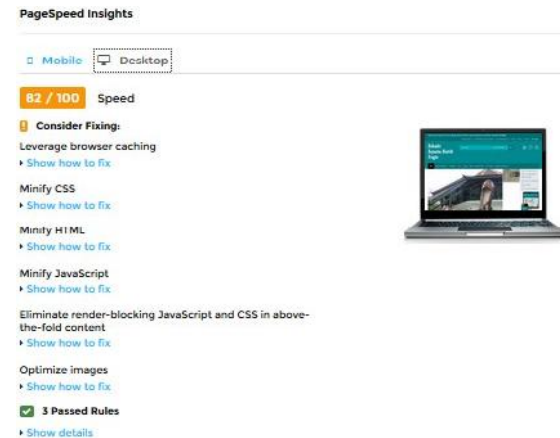 PageSpeed Insights
Mobile
Desktop
82 / 100 Speed
Consider Fixing:
Leverage browser caching
Show how to fix
Minify CSS
Show how to fix
Minify HTML
Show how to fix
Minify JavaScript
Show how to fix
Eliminate render-blocking JavaScript and CSS in above-
the-fold content
Show how to fix
Optimize images
Show how to fix
3 Passed Rules
Show details